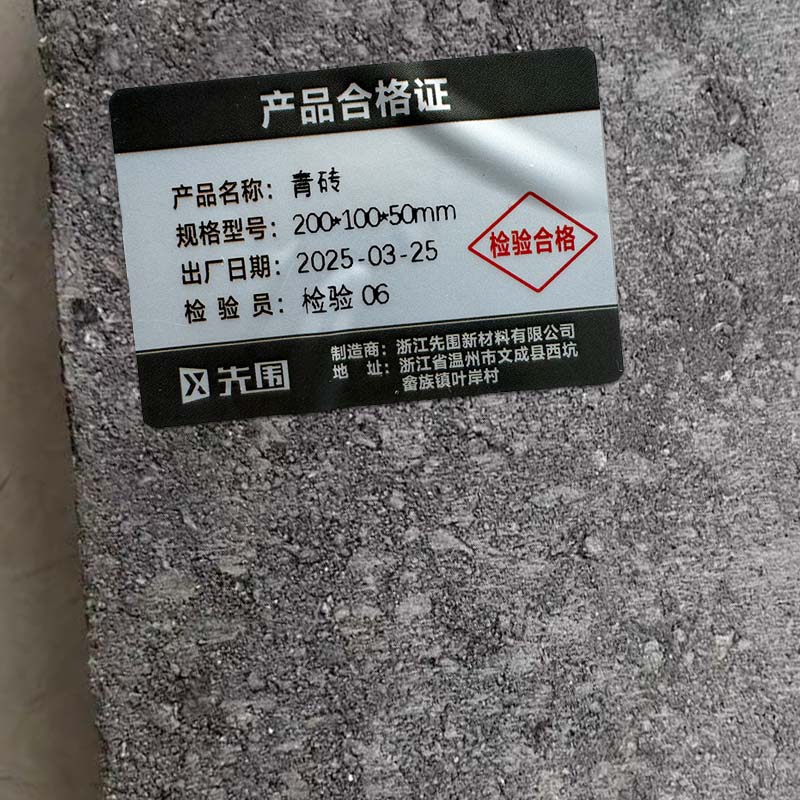 产品合格证
产品名称：青砖
规格型号：200*100*50mm
出厂日期：2025-03-25
检验员：检验06
检验合格
先围
制造商：浙江先围新材料有限公司
地 址：浙江省温州市文成县西坑
畲族镇叶岸村